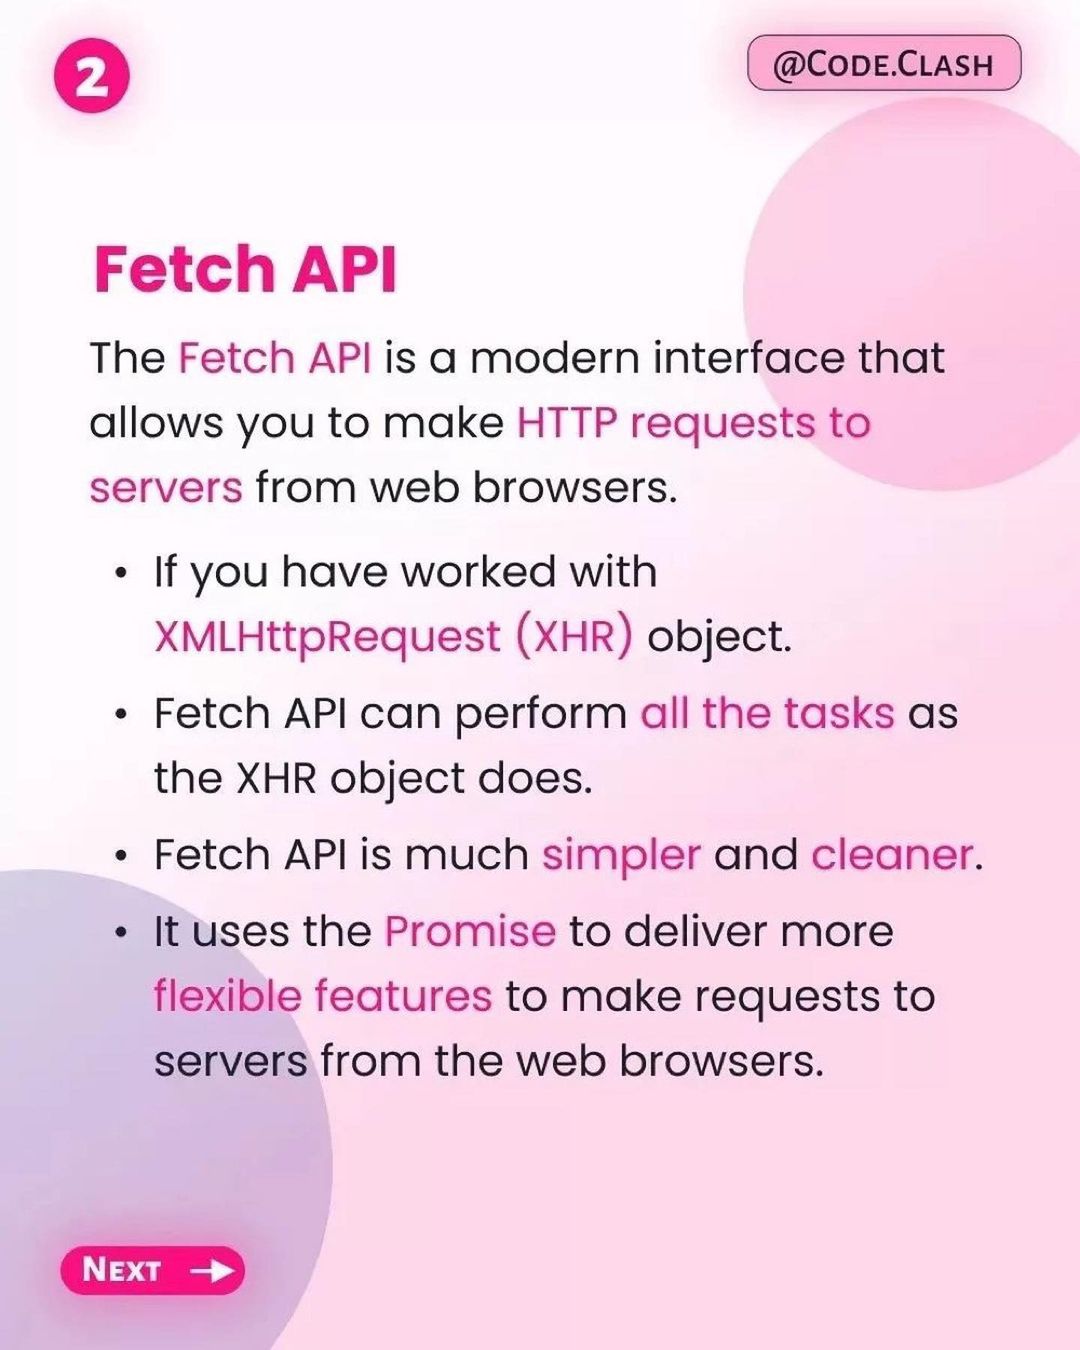 2
@CODE.CLASH
Fetch API
The Fetch API is a modern interface that
allows you to make HTTP requests to
servers from web browsers.
• If you have worked with
XMLHttpRequest (XHR) object.
• Fetch API can perform all the tasks as
the XHR object does.
• Fetch API is much simpler and cleaner.
• It uses the Promise to deliver more
flexible features to make requests to
servers from the web browsers.
NEXT